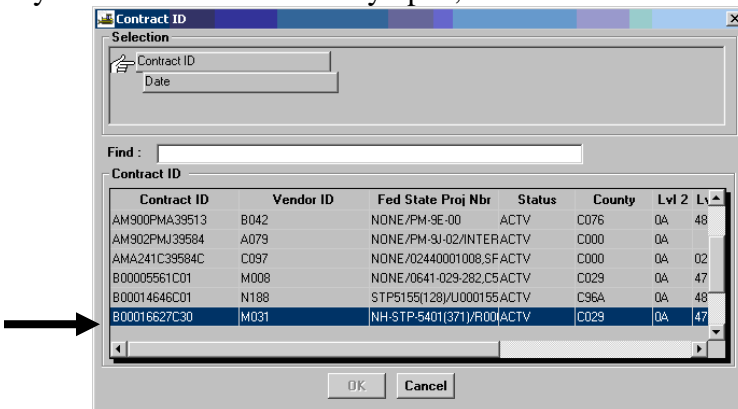 Contract ID
Selection
Contract ID
Date
Find :
Contract ID
Contract ID Vendor ID Fed State Proj Nbr Status County Lvl 2
AM900PMA39513 B042 NONE/PM-9E-00 ACTV C076 0A 48
AM902PMJ39584 A079 NONE/PM-9J-02/INTER ACTV C000 0A
AMA241C39584C C097 NONE/02440001008,SF ACTV C000 0A 02
B00005561C01 M008 NONE/0641-029-282,C5 ACTV C029 0A 47
B00014646C01 N188 STP5155(128)/U000155 ACTV C96A 0A 48
B00016627C30 M031 NH-STP-5401(371)/R00 ACTV C029 0A 47
OK Cancel